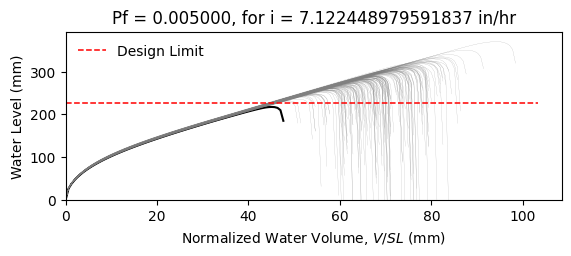 Pf = 0.005000, for i = 7.122448979591837 in/hr
Design Limit
Water Level (mm)
300
200
100
0
0 20 40 60 80 100
Normalized Water Volume, V/SL (mm)